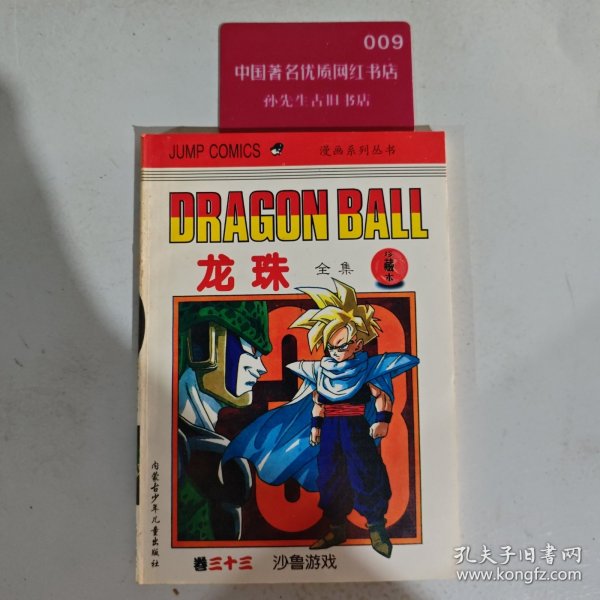 009
中国著名优质网红书店
孙先生古旧书店
JUMP COMICS 漫画系列丛书
DRAGON BALL
龙珠 全集 珍藏本
33
内蒙古少年儿童出版社
卷三十三 沙鲁游戏
孔夫子旧书网
www.kongfz.com